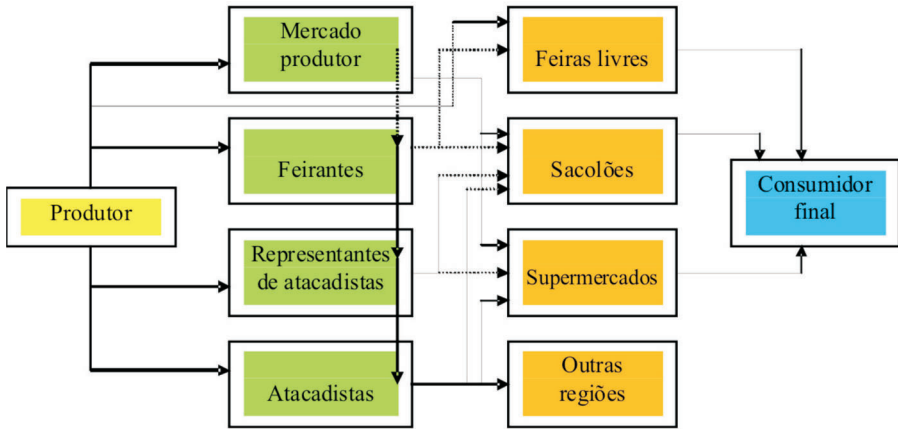 Produtor
Mercado
produtor
Feirantes
Representantes
de atacadistas
Atacadistas
Feiras livres
Sacolões
Supermercados
Outras
regiões
Consumidor
final